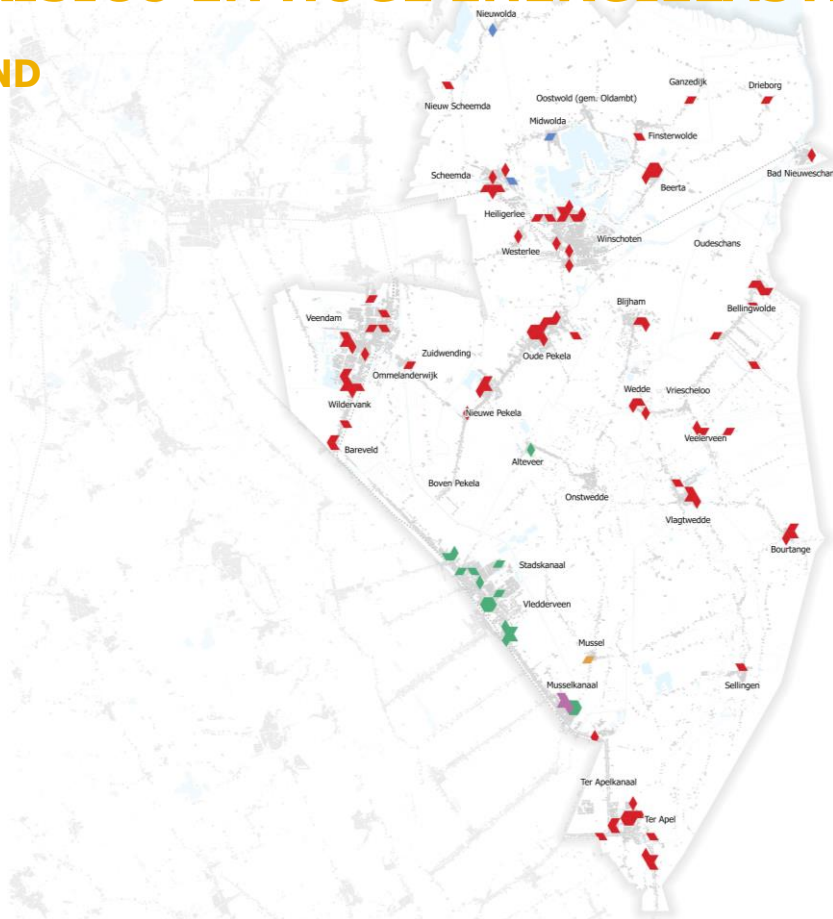 ND
Nieuwolda
Ganzedijk
Drieborg
Nieuw Scheemda
Oostwold (gem. Oldambt)
Midwolda
Finsterwolde
Scheemda
Beerta
Bad Nieuweschan
Heiligerlee
Winschoten
Westerlee
Oudeschans
Blijham
Bellingwolde
Veendam
Zuidwending
Oude Pekela
Ommelanderwijk
Wedde
Vriescheloo
Wildervank
Nieuwe Pekela
Veelerveen
Bareveld
Alteveer
Boven Pekela
Onstwedde
Vlagtwedde
Bourtange
Stadskanaal
Vledderveen
Mussel
Musselkanaal
Sellingen
Ter Apelkanaal
Ter Apel